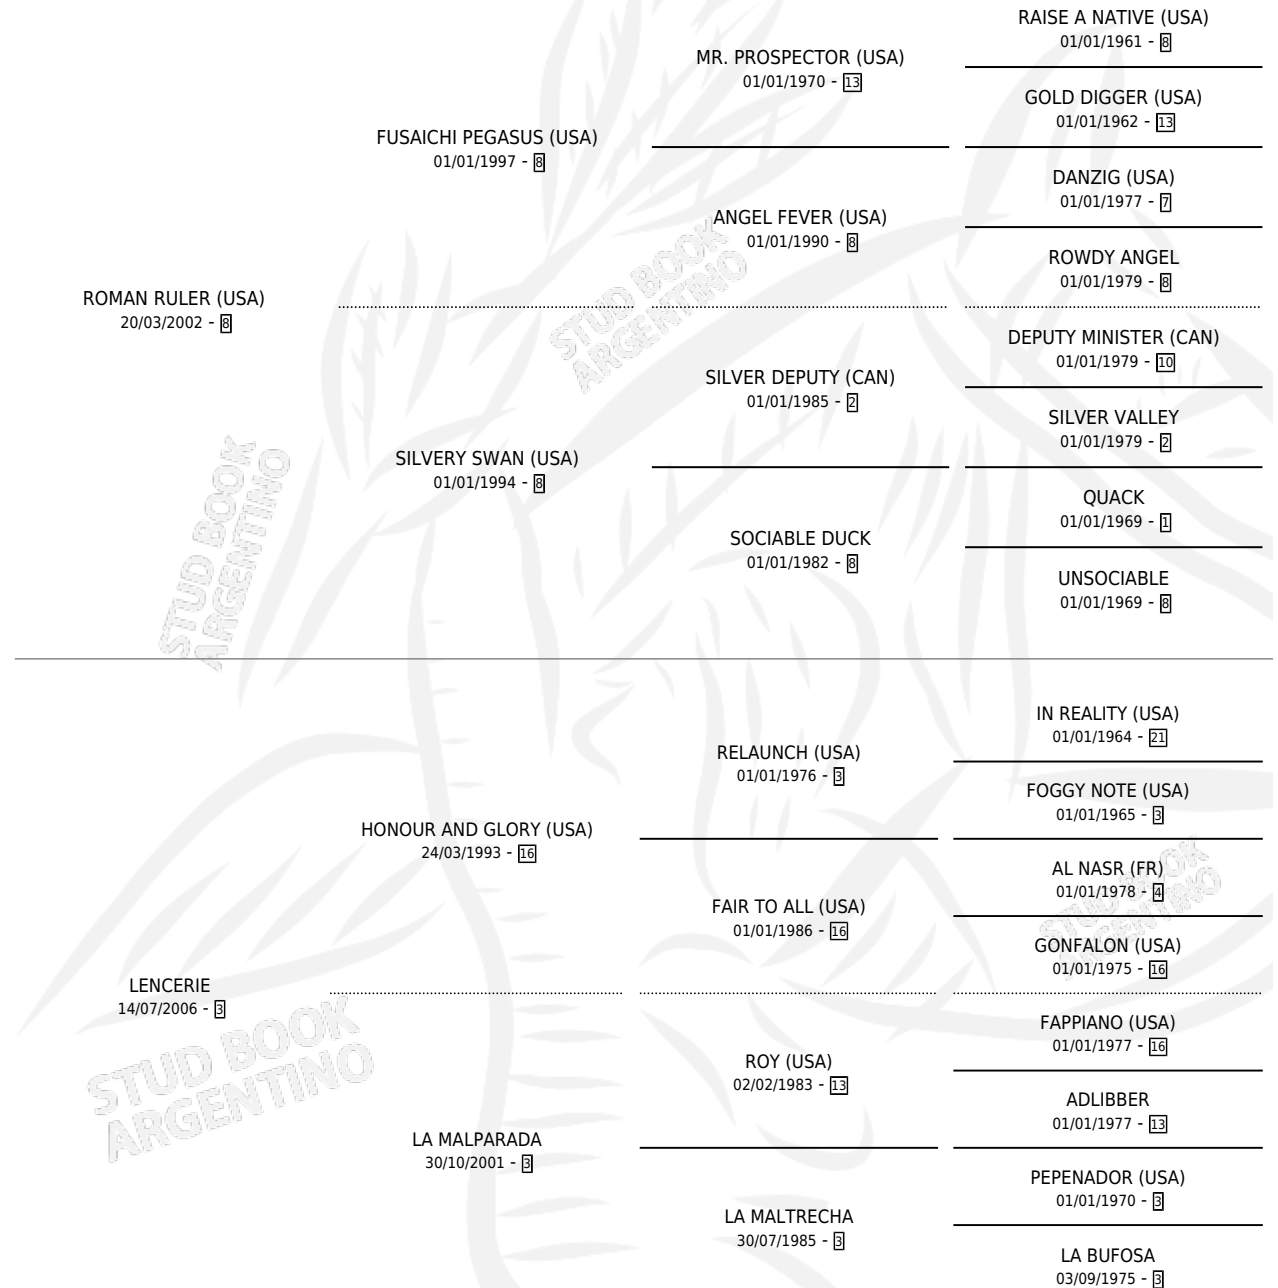 RAISE A NATIVE (USA)
01/01/1961 - 8
MR. PROSPECTOR (USA)
01/01/1970 - 13
GOLD DIGGER (USA)
01/01/1962 - 13
FUSAICHI PEGASUS (USA)
01/01/1997 - 8
DANZIG (USA)
01/01/1977 - 7
ANGEL FEVER (USA)
01/01/1990 - 8
ROWDY ANGEL
01/01/1979 - 8
ROMAN RULER (USA)
20/03/2002 - 8
DEPUTY MINISTER (CAN)
01/01/1979 - 10
SILVER DEPUTY (CAN)
01/01/1985 - 2
SILVER VALLEY
01/01/1979 - 2
SILVERY SWAN (USA)
01/01/1994 - 8
QUACK
01/01/1969 - 1
SOCIABLE DUCK
01/01/1982 - 8
UNSOCIABLE
01/01/1969 - 8
IN REALITY (USA)
01/01/1964 - 21
RELAUNCH (USA)
01/01/1976 - 3
FOGGY NOTE (USA)
01/01/1965 - 3
HONOUR AND GLORY (USA)
24/03/1993 - 16
AL NASR (FR)
01/01/1978 - 4
FAIR TO ALL (USA)
01/01/1986 - 16
GONFALON (USA)
01/01/1975 - 16
LENCERIE
14/07/2006 - 3
FAPPIANO (USA)
01/01/1977 - 16
ROY (USA)
02/02/1983 - 13
ADLIBBER
01/01/1977 - 13
LA MALPARADA
30/10/2001 - 3
PEPENADOR (USA)
01/01/1970 - 3
LA MALTRECHA
30/07/1985 - 3
LA BUFOSA
03/09/1975 - 3
STUD BOOK
ARGENTINO
STUD BOOK
ARGENTINO
STUD BOOK
ARGENTINO
STUD BOOK
ARGENTINO